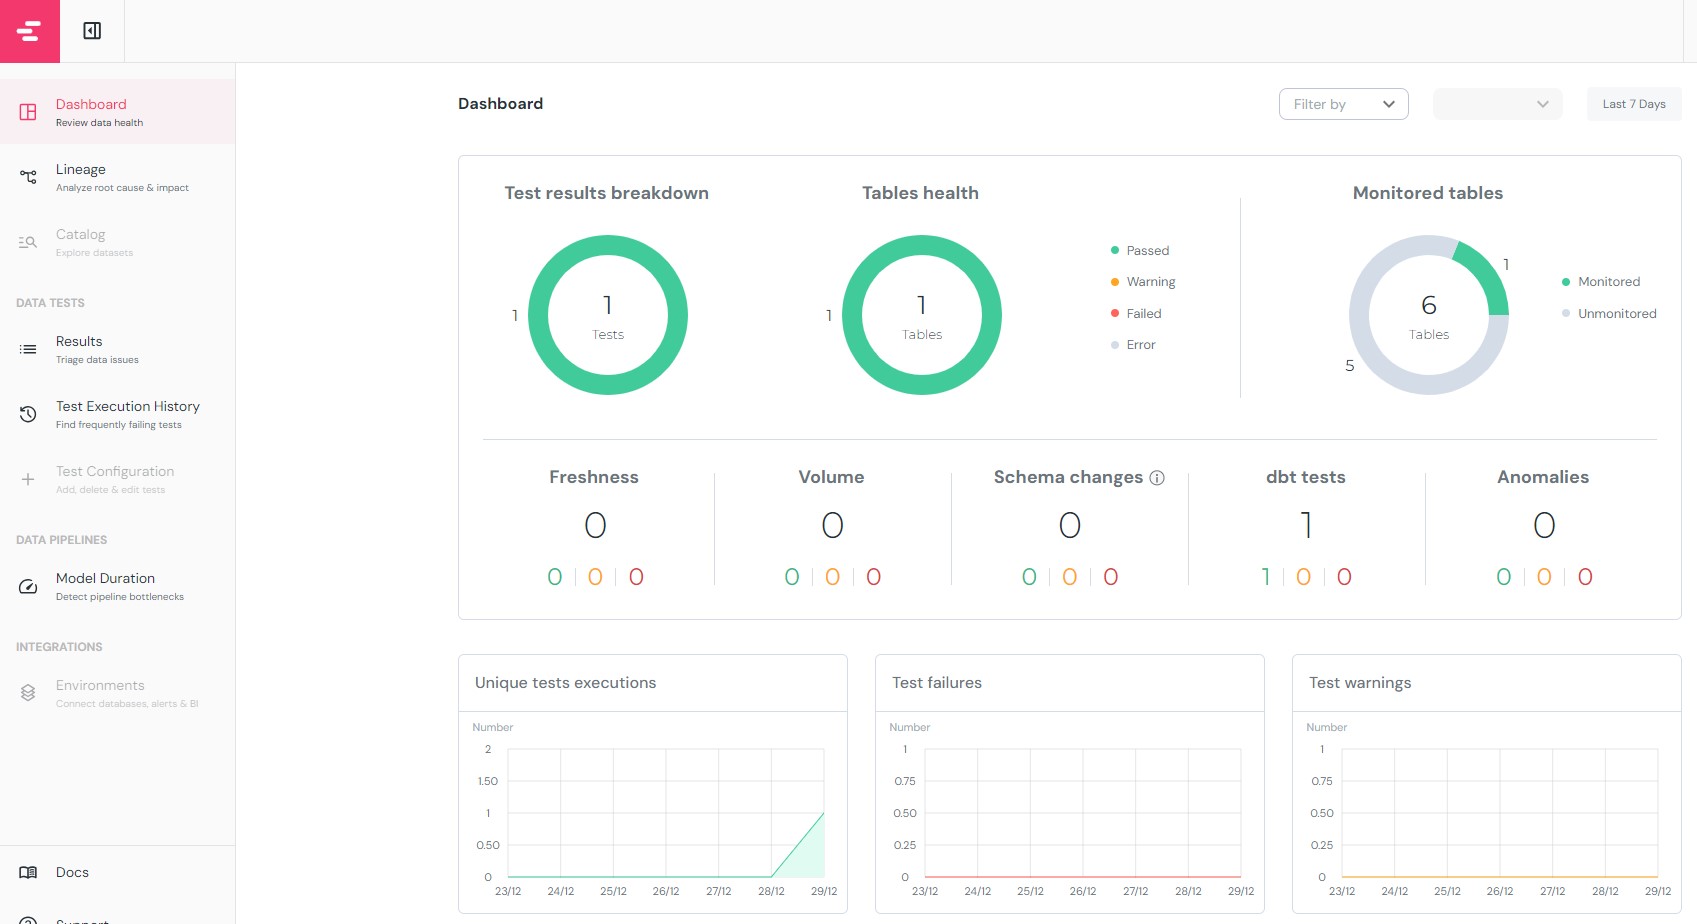 Dashboard
Review data health
Lineage
Analyze root cause & impact
Catalog
Explore datasets
DATA TESTS
Results
Triage data issues
Test Execution History
Find frequently failing tests
Test Configuration
Add, delete & edit tests
DATA PIPELINES
Model Duration
Detect pipeline bottlenecks
INTEGRATIONS
Environments
Connect databases, alerts & BI
Docs
Support
Dashboard
Filter by
Last 7 Days
Test results breakdown
1
1
Tests
Tables health
1
1
Tables
Passed
Warning
Failed
Error
Monitored tables
1
6
Tables
5
Monitored
Unmonitored
Freshness
0
0 0 0
Volume
0
0 0 0
Schema changes
0
0 0 0
dbt tests
1
1 0 0
Anomalies
0
0 0 0
Unique tests executions
Number
2
1.50
1
0.50
0
23/12 24/12 25/12 26/12 27/12 28/12 29/12
Test failures
Number
1
0.75
0.50
0.25
0
23/12 24/12 25/12 26/12 27/12 28/12 29/12
Test warnings
Number
1
0.75
0.50
0.25
0
23/12 24/12 25/12 26/12 27/12 28/12 29/12